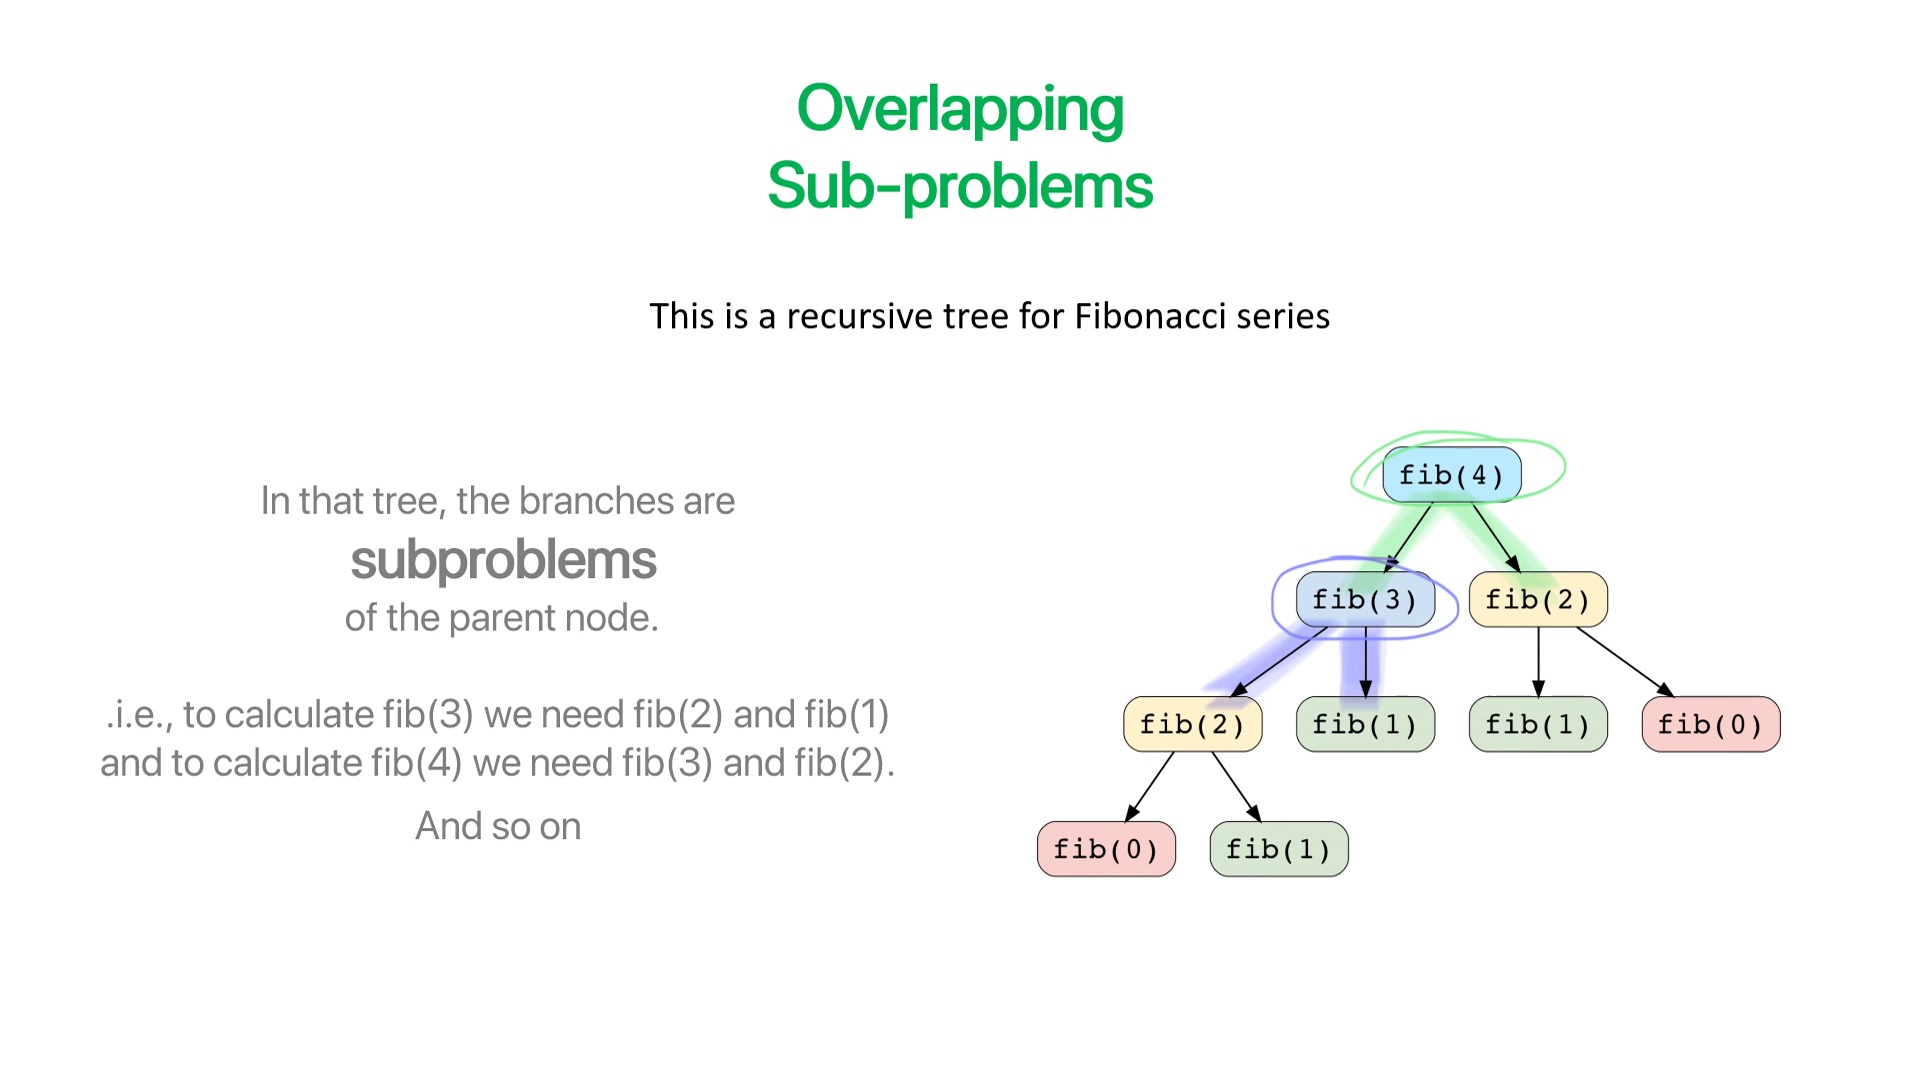 Overlapping
Sub-problems
This is a recursive tree for Fibonacci series
In that tree, the branches are
subproblems
of the parent node.
.i.e., to calculate fib(3) we need fib(2) and fib(1)
and to calculate fib(4) we need fib(3) and fib(2).
And so on
fib(4)
fib(3) fib(2)
fib(2) fib(1) fib(1) fib(0)
fib(0) fib(1)